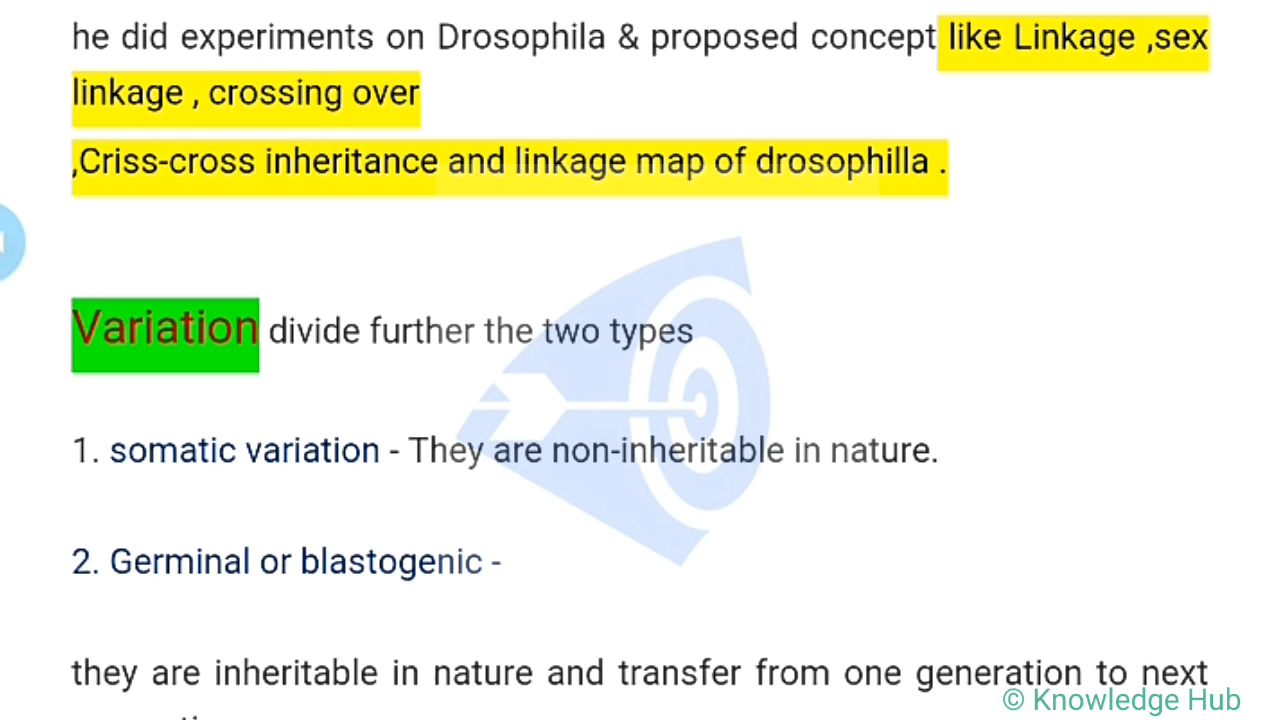 he did experiments on Drosophila & proposed concept like Linkage ,sex
linkage , crossing over
,Criss-cross inheritance and linkage map of drosophilla .
Variation divide further the two types
1. somatic variation - They are non-inheritable in nature.
2. Germinal or blastogenic -
they are inheritable in nature and transfer from one generation to next
© Knowledge Hub